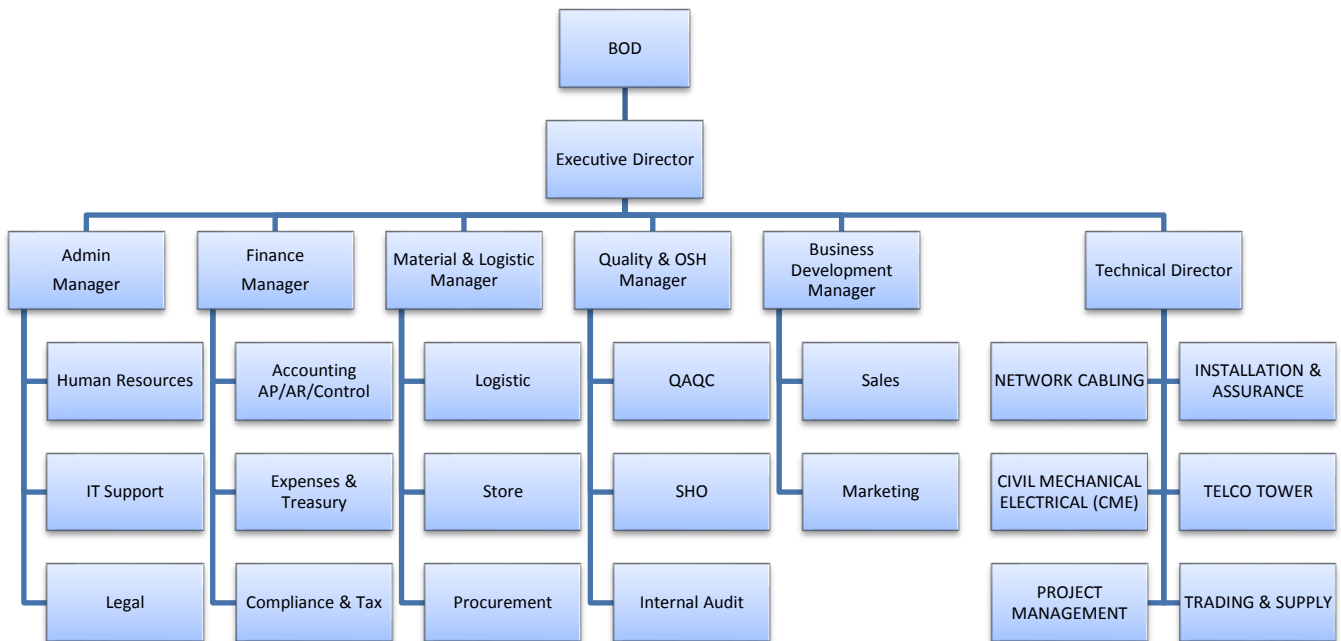 BOD
Executive Director
Admin
Manager
Finance
Manager
Material & Logistic
Manager
Quality & OSH
Manager
Business
Development
Manager
Technical Director
Human Resources
Accounting
AP/AR/Control
Logistic
QAQC
Sales
NETWORK CABLING
INSTALLATION &
ASSURANCE
IT Support
Expenses &
Treasury
Store
SHO
Marketing
CIVIL MECHANICAL
ELECTRICAL (CME)
TELCO TOWER
Legal
Compliance & Tax
Procurement
Internal Audit
PROJECT
MANAGEMENT
TRADING & SUPPLY